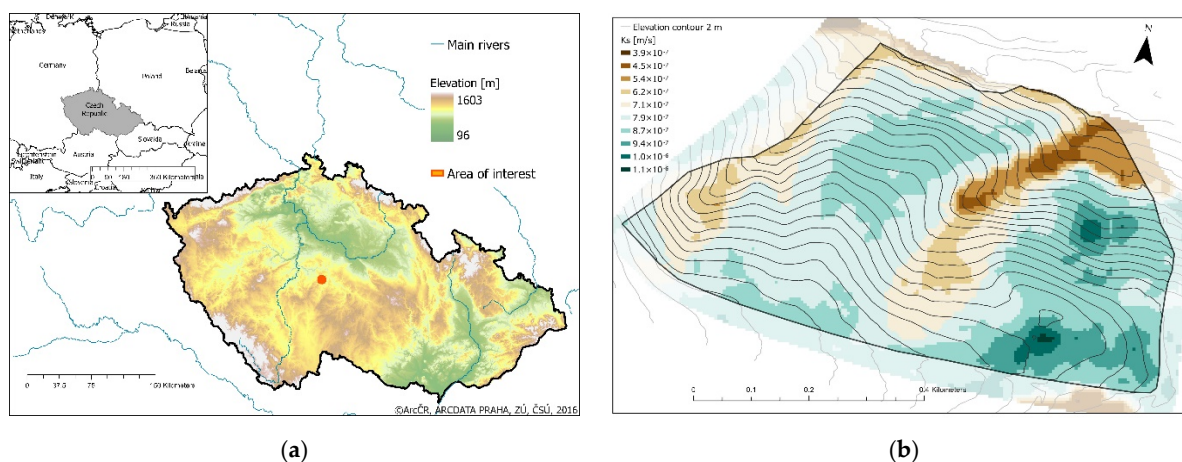 Germany
Poland
Czech
Republic
Slovakia
Austria
Italy
Main rivers
Elevation [m]
1603
96
Area of interest
0 37.5 75 150 Kilometers
©ArcČR, ARCDATA PRAHA, ZÚ, ČSÚ, 2016
(a)
Elevation contour 2 m
Ks [m/s]
3.9×10⁻⁷
4.5×10⁻⁷
5.4×10⁻⁷
6.2×10⁻⁷
7.1×10⁻⁷
7.9×10⁻⁷
8.7×10⁻⁷
9.4×10⁻⁷
1.0×10⁻⁶
1.1×10⁻⁶
N
0 0.1 0.2 0.4 Kilometers
(b)